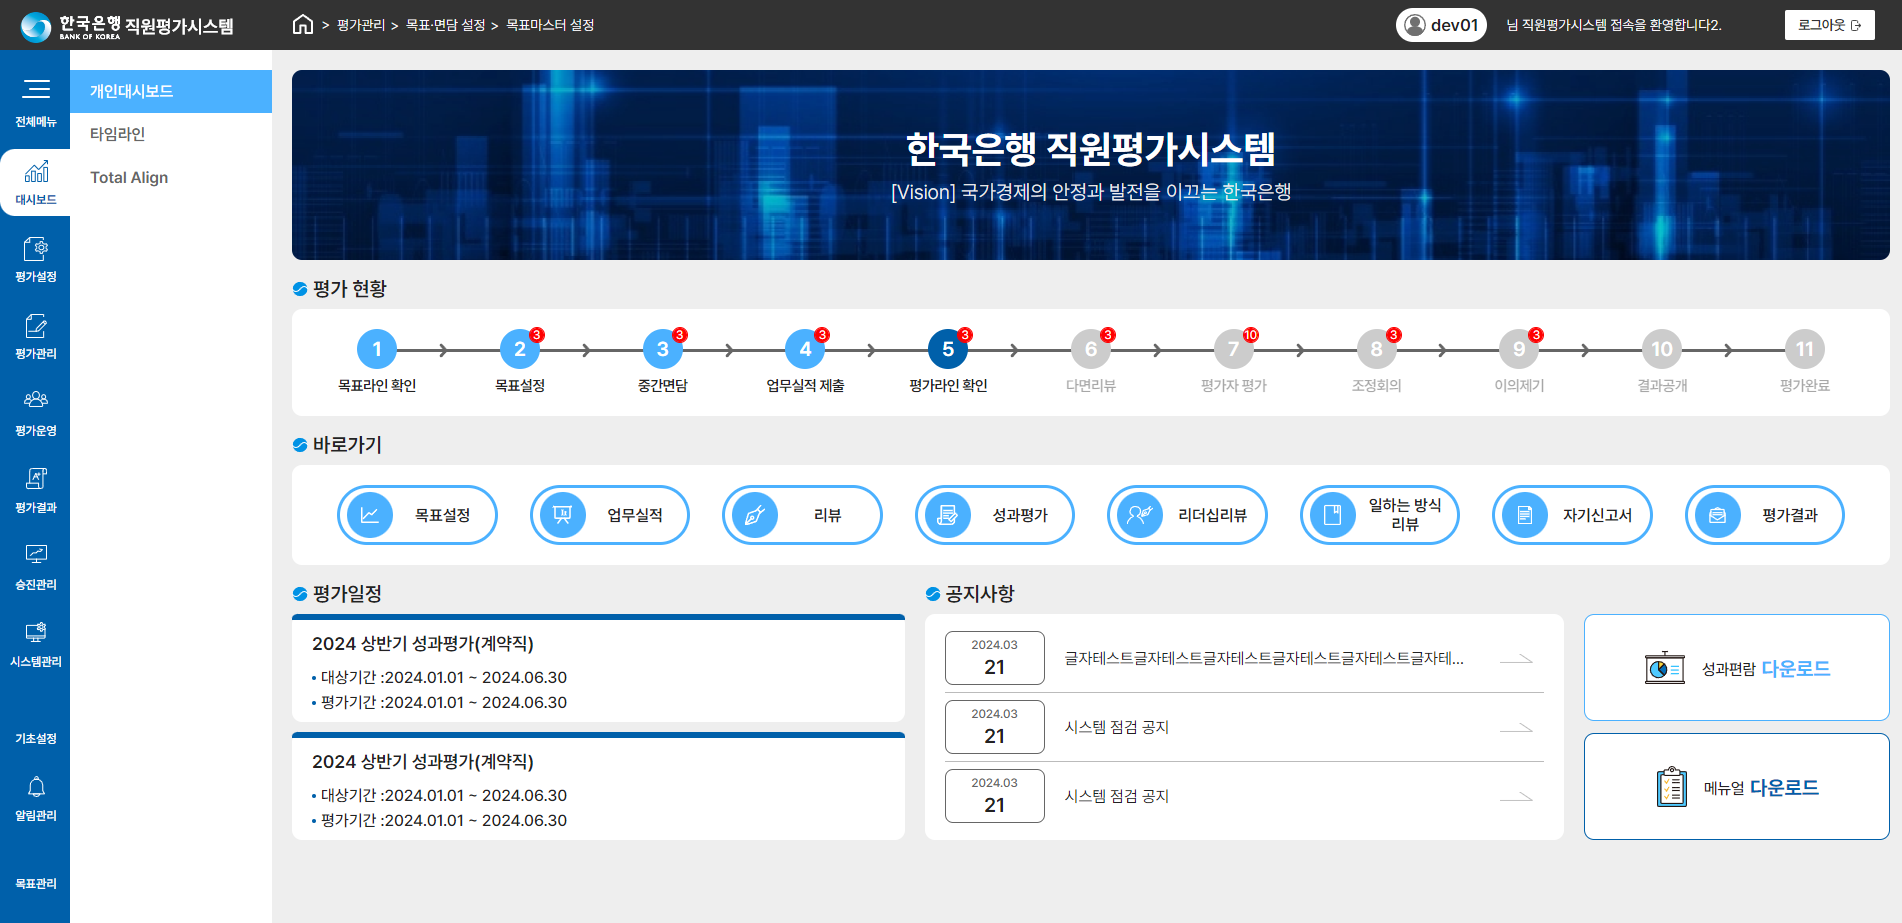 한국은행 직원평가시스템
BANK OF KOREA
> 평가관리 > 목표·면담 설정 > 목표마스터 설정
dev01
님 직원평가시스템 접속을 환영합니다2.
로그아웃
전체메뉴
대시보드
평가설정
평가관리
평가운영
평가결과
승진관리
시스템관리
기초설정
알림관리
목표관리
개인대시보드
타임라인
Total Align
한국은행 직원평가시스템
[Vision] 국가경제의 안정과 발전을 이끄는 한국은행
평가 현황
1
목표라인 확인
2
3
목표설정
3
3
중간면담
4
3
업무실적 제출
5
3
평가라인 확인
6
3
다면리뷰
7
10
평가자 평가
8
3
조정회의
9
3
이의제기
10
결과공개
11
평가완료
바로가기
목표설정
업무실적
리뷰
성과평가
리더십리뷰
일하는 방식
리뷰
자기신고서
평가결과
평가일정
2024 상반기 성과평가(계약직)
• 대상기간 :2024.01.01 ~ 2024.06.30
• 평가기간 :2024.01.01 ~ 2024.06.30
2024 상반기 성과평가(계약직)
• 대상기간 :2024.01.01 ~ 2024.06.30
• 평가기간 :2024.01.01 ~ 2024.06.30
공지사항
2024.03
21
글자테스트글자테스트글자테스트글자테스트글자테스트글자테...
2024.03
21
시스템 점검 공지
2024.03
21
시스템 점검 공지
성과편람 다운로드
메뉴얼 다운로드